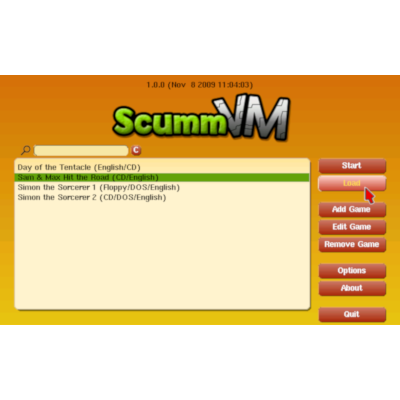 1.0.0 (Nov 8 2009 11:04:03)
ScummVM
C
Day of the Tentacle (English/CD)
Sam & Max Hit the Road (CD/English)
Simon the Sorcerer 1 (Floppy/DOS/English)
Simon the Sorcerer 2 (CD/DOS/English)
Start
Load
Add Game
Edit Game
Remove Game
Options
About
Quit